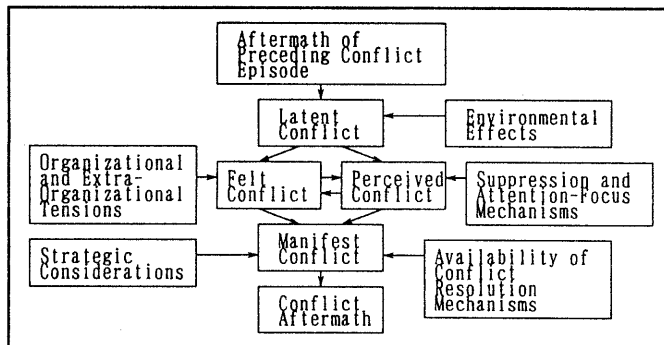 Aftermath of
Preceding Conflict
Episode
Latent
Conflict
Environmental
Effects
Organizational
and Extra-
Organizational
Tensions
Felt
Conflict
Perceived
Conflict
Suppression and
Attention-Focus
Mechanisms
Strategic
Considerations
Manifest
Conflict
Availability of
Conflict
Resolution
Mechanisms
Conflict
Aftermath